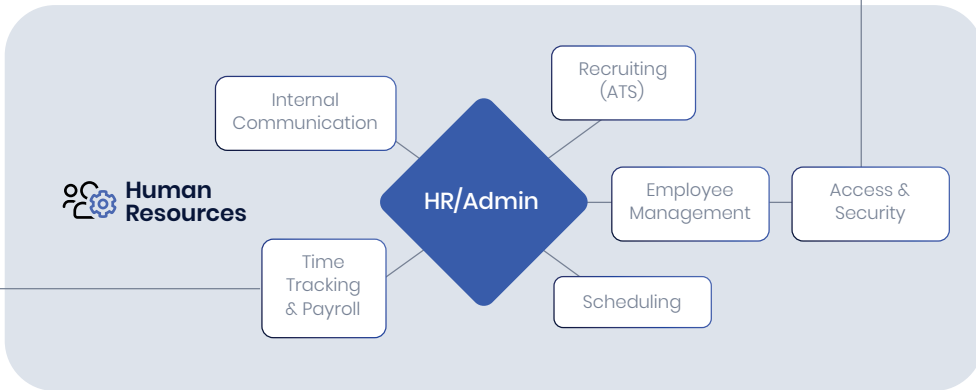 Recruiting
(ATS)
Internal
Communication
Human
Resources
HR/Admin
Employee
Management
Access &
Security
Time
Tracking
& Payroll
Scheduling